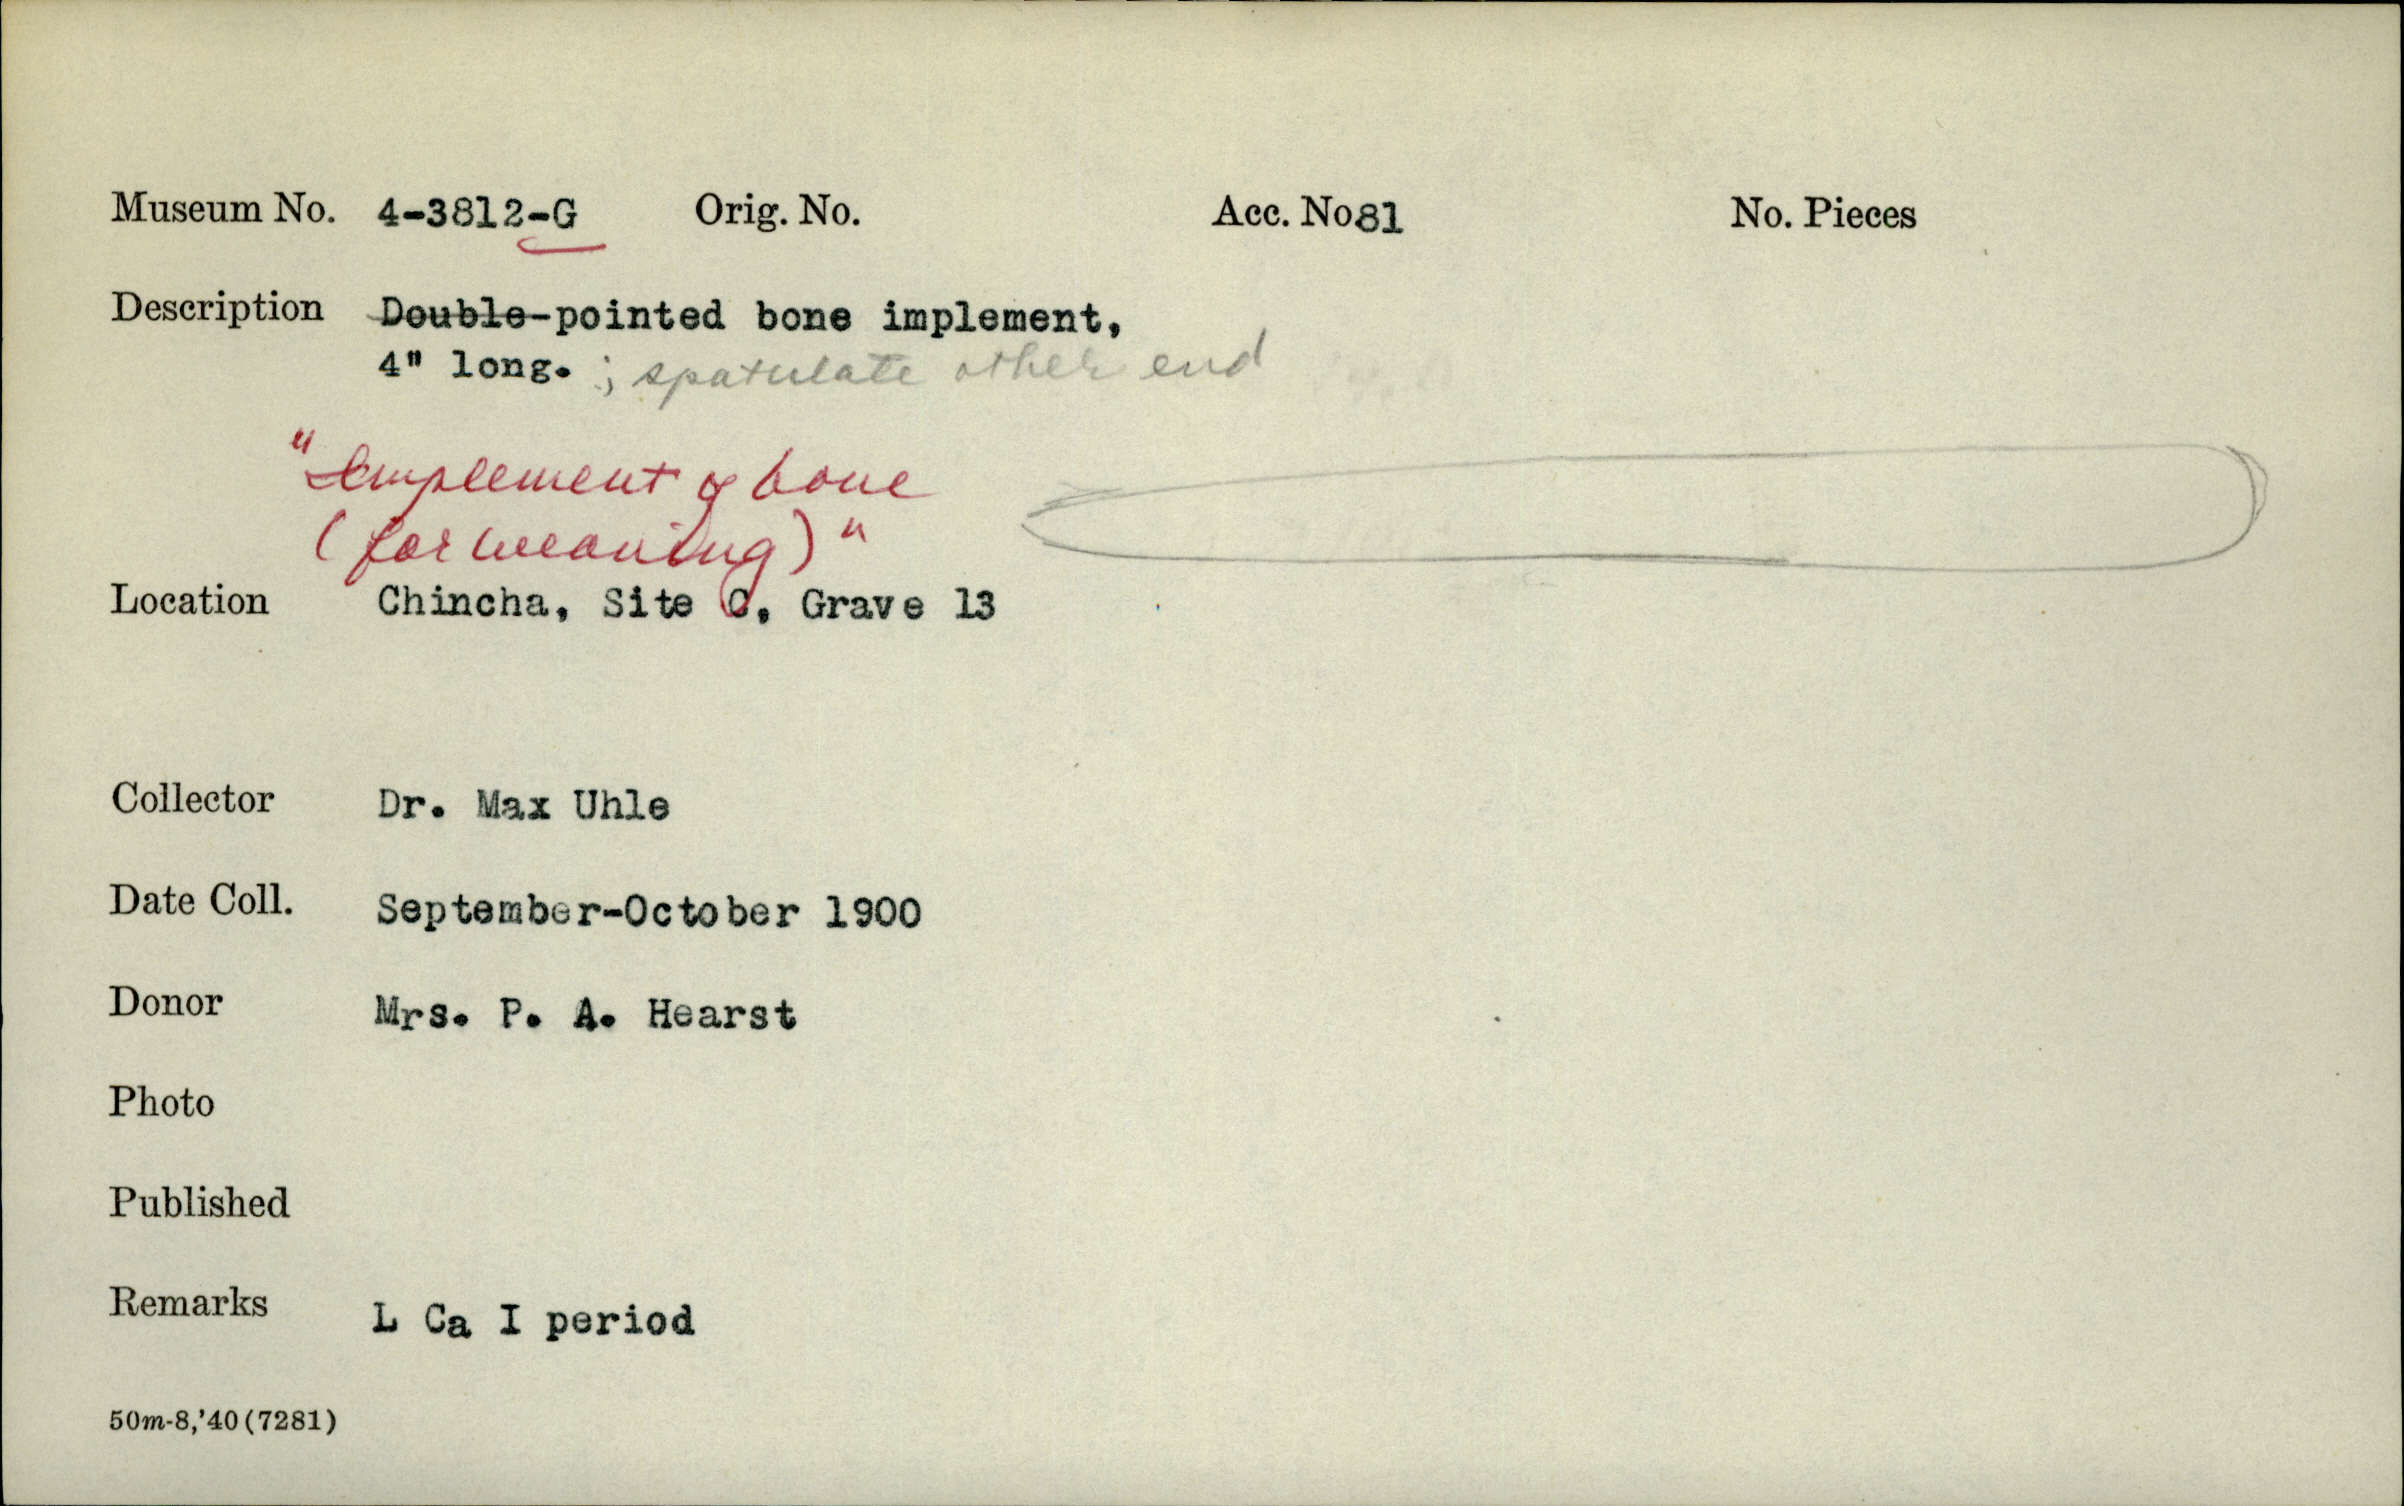 Museum No. 4-3812-G Orig. No. Acc. No 81 No. Pieces
Description Double-pointed bone implement,
4" long. ; spatulate other end
"Implement of bone
(for weaving)"
Location Chincha, Site C, Grave 13
Collector Dr. Max Uhle
Date Coll. September-October 1900
Donor Mrs. P. A. Hearst
Photo
Published
Remarks L Ca I period
50m-8,'40(7281)